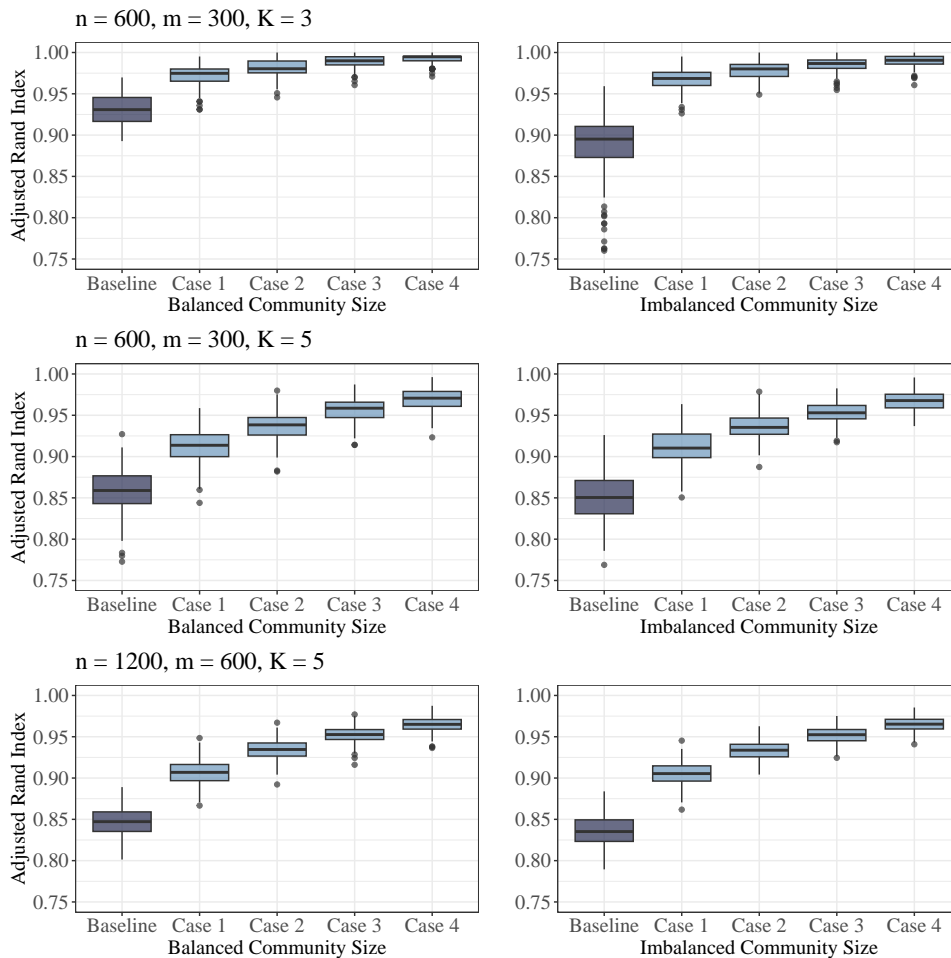 n = 600, m = 300, K = 3
Adjusted Rand Index
1.00
0.95
0.90
0.85
0.80
0.75
Baseline Case 1 Case 2 Case 3 Case 4
Balanced Community Size
1.00
0.95
0.90
0.85
0.80
0.75
Baseline Case 1 Case 2 Case 3 Case 4
Imbalanced Community Size
n = 600, m = 300, K = 5
Adjusted Rand Index
1.00
0.95
0.90
0.85
0.80
0.75
Baseline Case 1 Case 2 Case 3 Case 4
Balanced Community Size
1.00
0.95
0.90
0.85
0.80
0.75
Baseline Case 1 Case 2 Case 3 Case 4
Imbalanced Community Size
n = 1200, m = 600, K = 5
Adjusted Rand Index
1.00
0.95
0.90
0.85
0.80
0.75
Baseline Case 1 Case 2 Case 3 Case 4
Balanced Community Size
1.00
0.95
0.90
0.85
0.80
0.75
Baseline Case 1 Case 2 Case 3 Case 4
Imbalanced Community Size